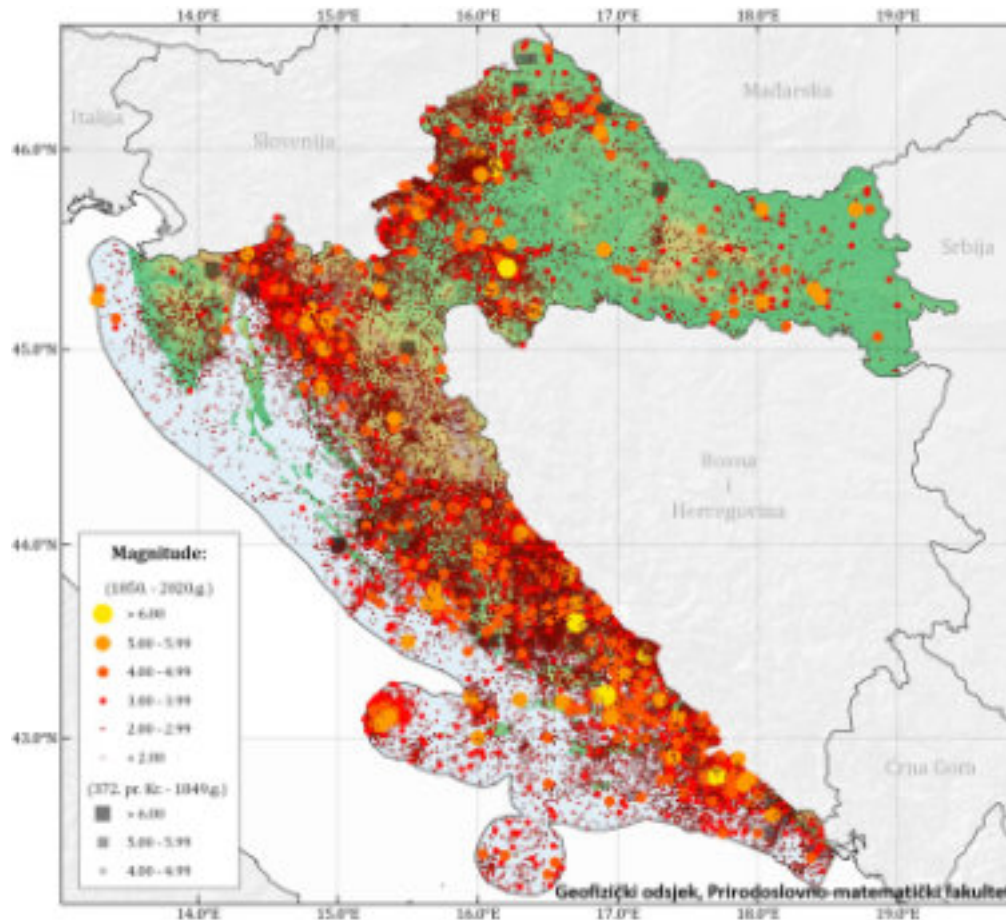 14.0°E 15.0°E 16.0°E 17.0°E 18.0°E 19.0°E
Mađarska
Italija
Slovenija
46.0°N
Srbija
45.0°N
Bosna
i
Hercegovina
44.0°N
Magnitude:
(1850. - 2020.g.)
> 6.00
5.00 - 5.99
4.00 - 4.99
3.00 - 3.99
2.00 - 2.99
< 2.00
(372. pr. Kr. - 1849.g.)
> 6.00
5.00 - 5.99
4.00 - 4.99
43.0°N
Crna Gora
Geofizički odsjek, Prirodoslovno-matematički fakultet
14.0°E 15.0°E 16.0°E 17.0°E 18.0°E 19.0°E